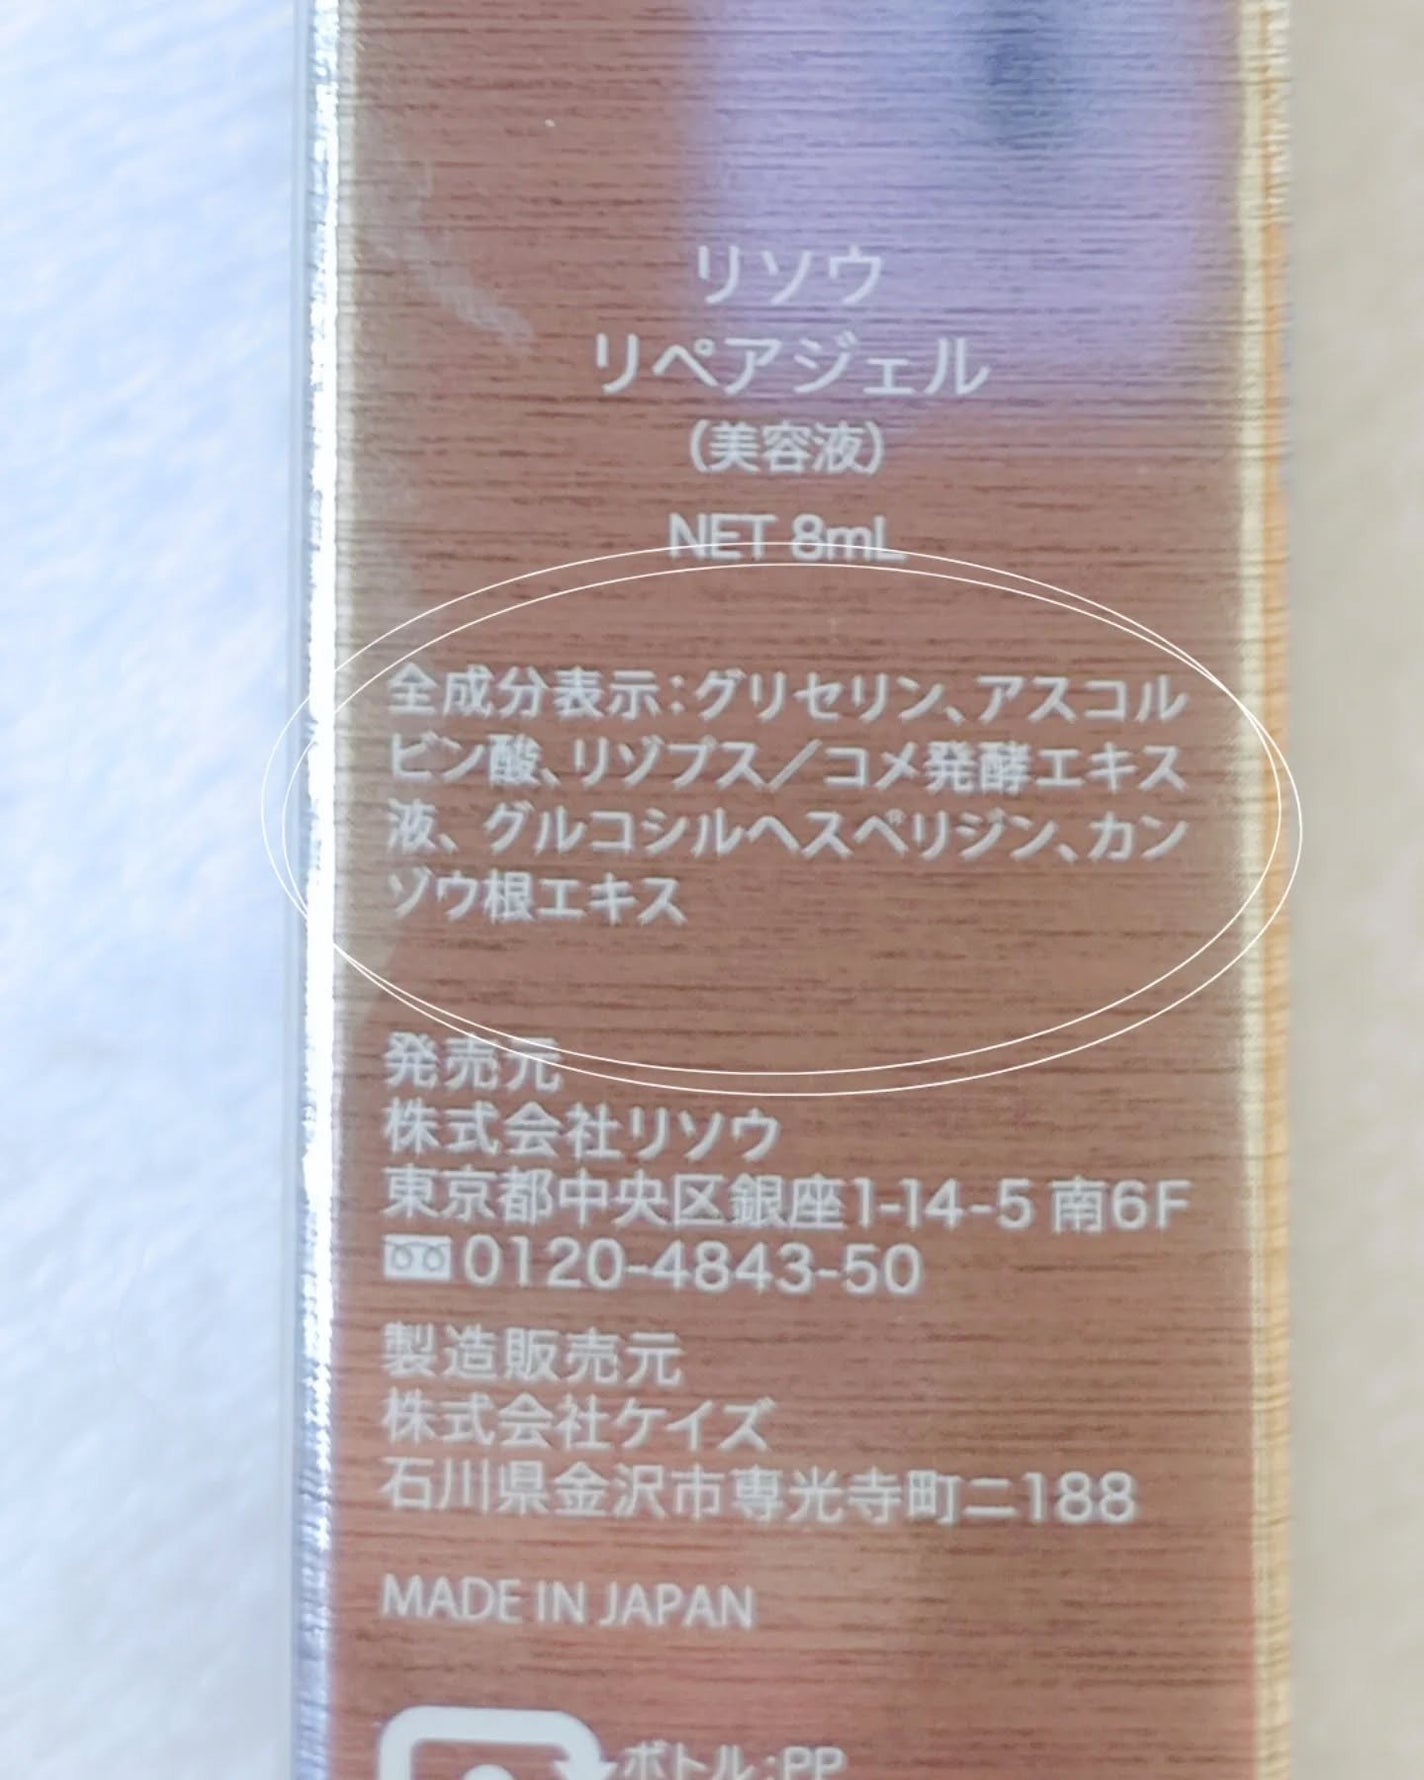 リソウ
リペアジェル
(美容液)
NET 8mL
全成分表示:グリセリン、アスコル
ビン酸、リゾプス/コメ発酵エキス
液、グルコシルヘスペリジン、カン
ゾウ根エキス
発売元
株式会社リソウ
東京都中央区銀座1-14-5 南6F
0120-4843-50
製造販売元
株式会社ケイズ
石川県金沢市専光寺町ニ188
MADE IN JAPAN
ボトル:PP